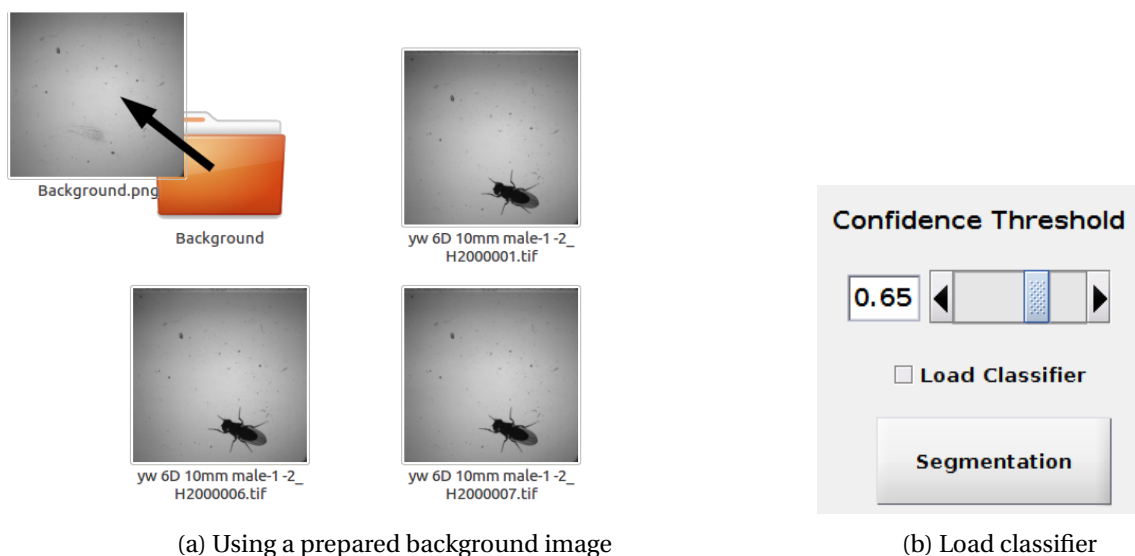 Background.png
Background
yw 6D 10mm male-1 -2_
H2000001.tif
yw 6D 10mm male-1 -2_
H2000006.tif
yw 6D 10mm male-1 -2_
H2000007.tif
(a) Using a prepared background image
Confidence Threshold
0.65
Load Classifier
Segmentation
(b) Load classifier